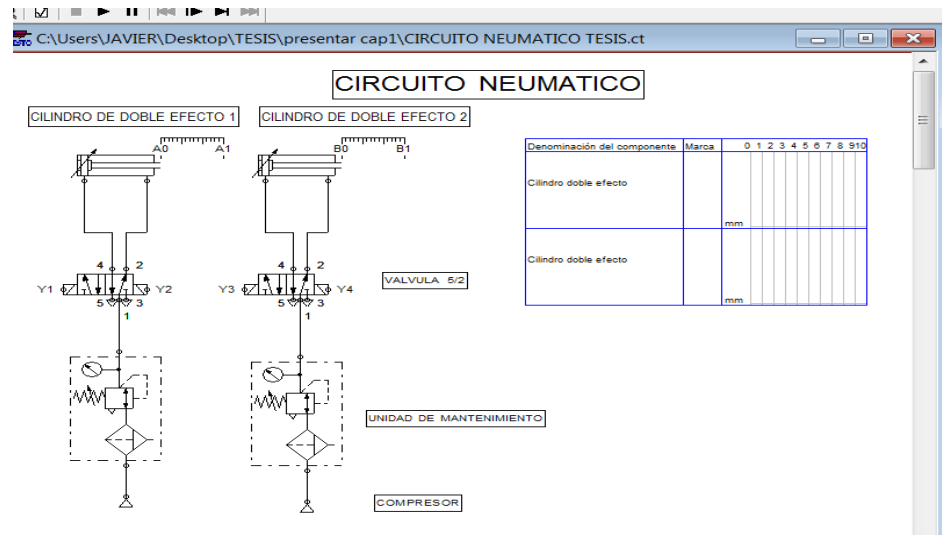 C:\Users\JAVIER\Desktop\TESIS\presentar cap1\CIRCUITO NEUMATICO TESIS.ct
CIRCUITO NEUMATICO
CILINDRO DE DOBLE EFECTO 1
CILINDRO DE DOBLE EFECTO 2
A0 A1
B0 B1
Denominación del componente Marca 0 1 2 3 4 5 6 7 8 910
Cilindro doble efecto
mm
Cilindro doble efecto
mm
4 2
Y1 Y2
5 3
1
4 2
Y3 Y4
5 3
1
VALVULA 5/2
UNIDAD DE MANTENIMIENTO
COMPRESOR